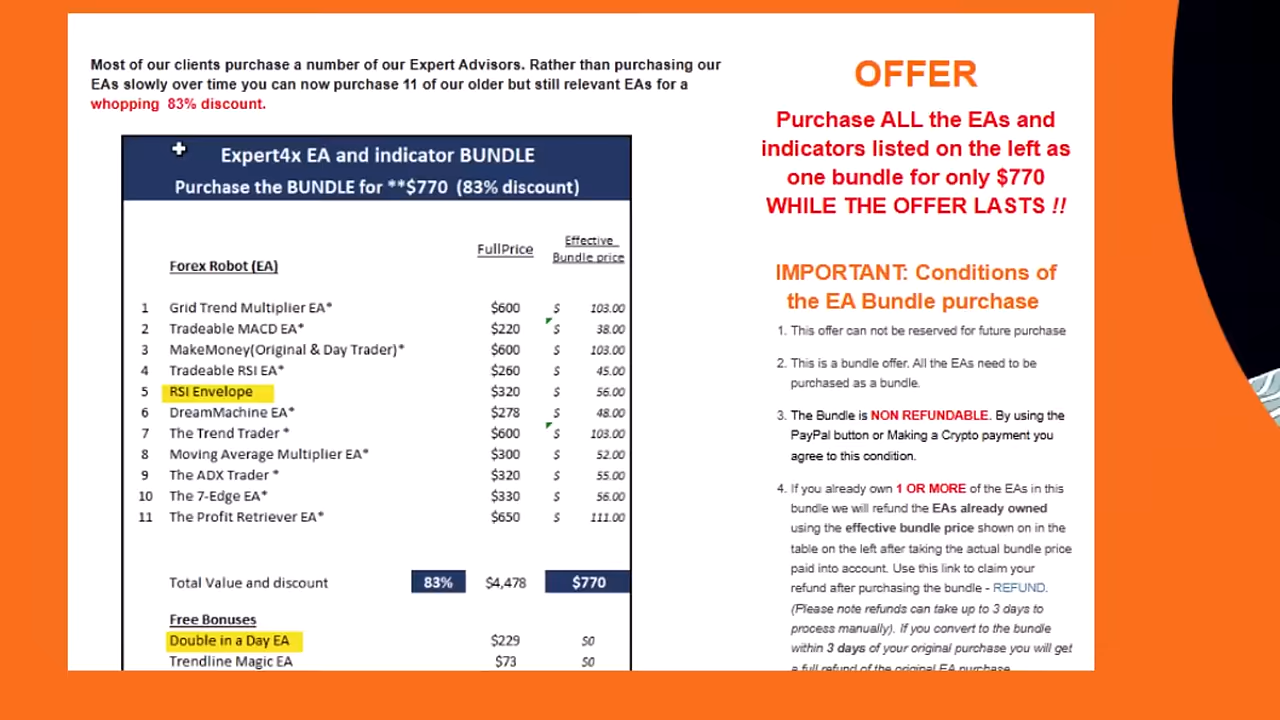 Most of our clients purchase a number of our Expert Advisors. Rather than purchasing our
EAs slowly over time you can now purchase 11 of our older but still relevant EAs for a
whopping 83% discount.
Expert4x EA and indicator BUNDLE
Purchase the BUNDLE for **$770 (83% discount)
Forex Robot (EA) FullPrice Effective Bundle price
1 Grid Trend Multiplier EA* $600 $ 103.00
2 Tradeable MACD EA* $220 $ 38.00
3 MakeMoney(Original & Day Trader)* $600 $ 103.00
4 Tradeable RSI EA* $260 $ 45.00
5 RSI Envelope $320 $ 56.00
6 DreamMachine EA* $278 $ 48.00
7 The Trend Trader * $600 $ 103.00
8 Moving Average Multiplier EA* $300 $ 52.00
9 The ADX Trader * $320 $ 55.00
10 The 7-Edge EA* $330 $ 56.00
11 The Profit Retriever EA* $650 $ 111.00
Total Value and discount 83% $4,478 $770
Free Bonuses
Double in a Day EA $229 $0
Trendline Magic EA $73 $0
OFFER
Purchase ALL the EAs and
indicators listed on the left as
one bundle for only $770
WHILE THE OFFER LASTS !!
IMPORTANT: Conditions of
the EA Bundle purchase
1. This offer can not be reserved for future purchase
2. This is a bundle offer. All the EAs need to be
purchased as a bundle.
3. The Bundle is NON REFUNDABLE. By using the
PayPal button or Making a Crypto payment you
agree to this condition.
4. If you already own 1 OR MORE of the EAs in this
bundle we will refund the EAs already owned
using the effective bundle price shown on in the
table on the left after taking the actual bundle price
paid into account. Use this link to claim your
refund after purchasing the bundle - REFUND.
(Please note refunds can take up to 3 days to
process manually). If you convert to the bundle
within 3 days of your original purchase you will get
a full refund of the original EA purchase